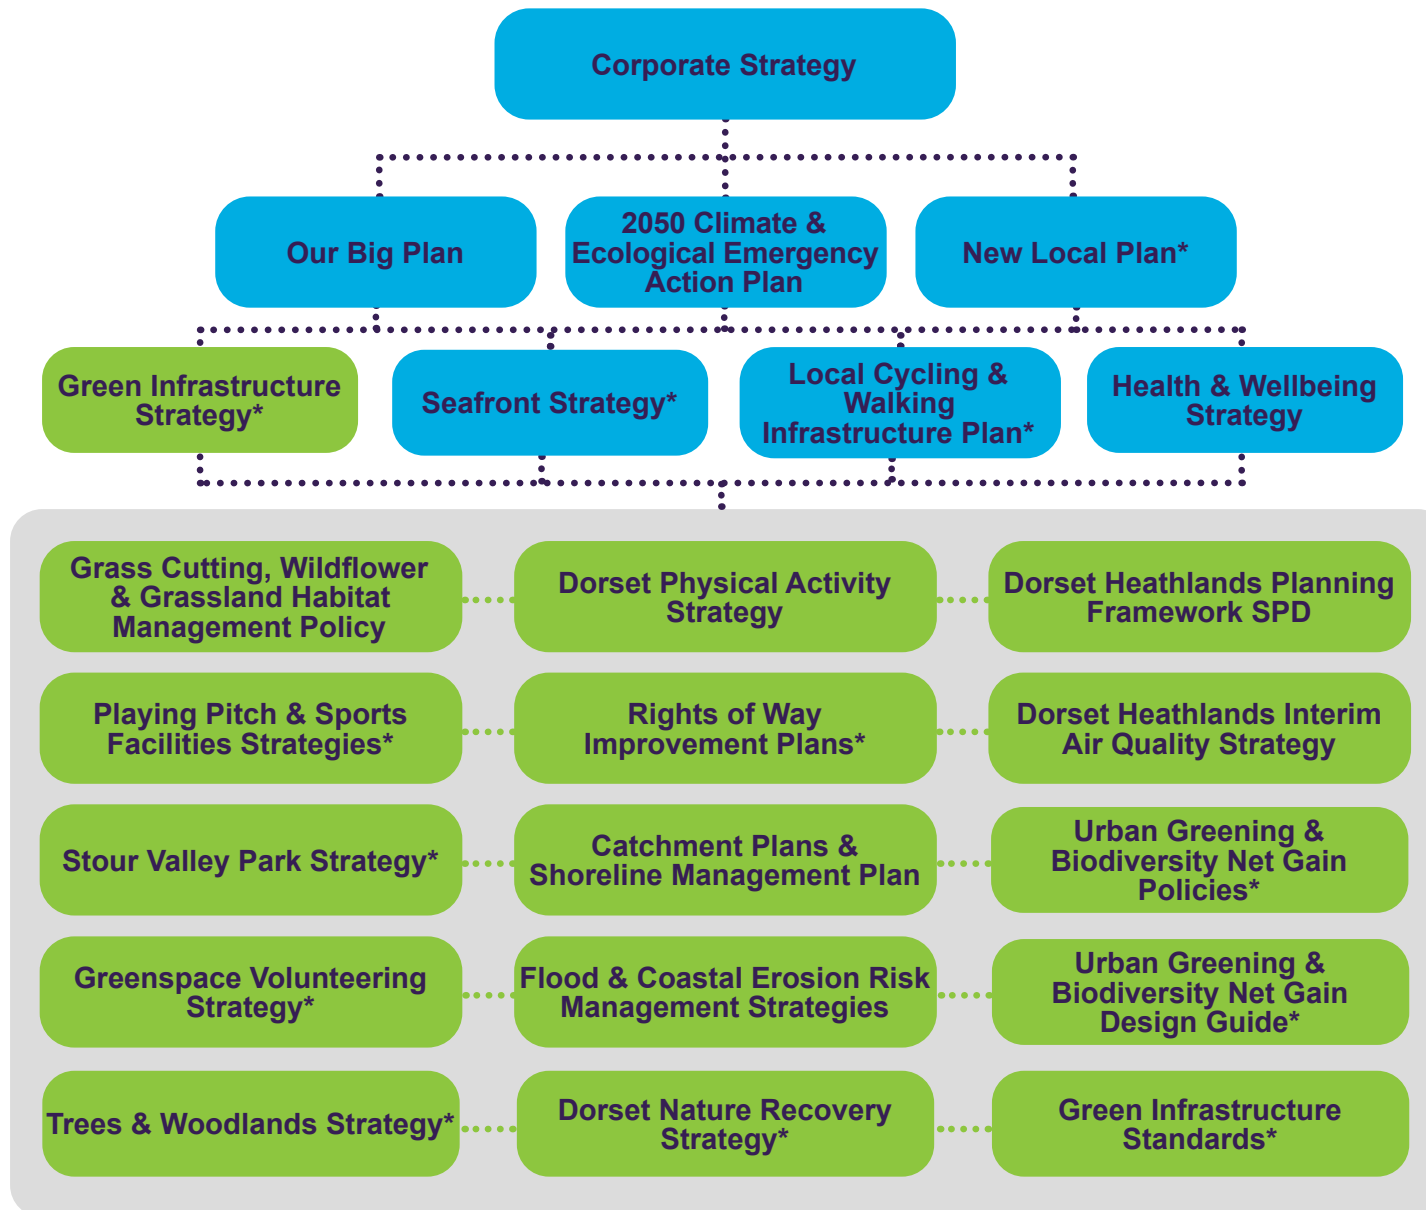 Corporate Strategy
Our Big Plan
2050 Climate &
Ecological Emergency
Action Plan
New Local Plan*
Green Infrastructure
Strategy*
Seafront Strategy*
Local Cycling &
Walking
Infrastructure Plan*
Health & Wellbeing
Strategy
Grass Cutting, Wildflower
& Grassland Habitat
Management Policy
Dorset Physical Activity
Strategy
Dorset Heathlands Planning
Framework SPD
Playing Pitch & Sports
Facilities Strategies*
Rights of Way
Improvement Plans*
Dorset Heathlands Interim
Air Quality Strategy
Stour Valley Park Strategy*
Catchment Plans &
Shoreline Management Plan
Urban Greening &
Biodiversity Net Gain
Policies*
Greenspace Volunteering
Strategy*
Flood & Coastal Erosion Risk
Management Strategies
Urban Greening &
Biodiversity Net Gain
Design Guide*
Trees & Woodlands Strategy*
Dorset Nature Recovery
Strategy*
Green Infrastructure
Standards*